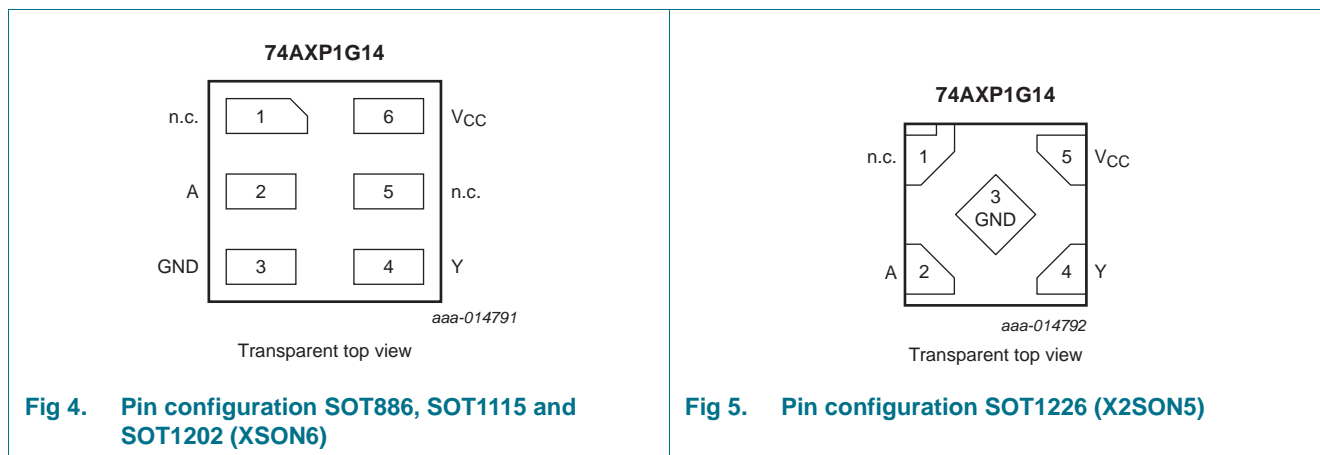 74AXP1G14
n.c. 1 6 VCC
A 2 5 n.c.
GND 3 4 Y
aaa-014791
Transparent top view
Fig 4. Pin configuration SOT886, SOT1115 and
SOT1202 (XSON6)
74AXP1G14
n.c. 1 5 VCC
3
GND
A 2 4 Y
aaa-014792
Transparent top view
Fig 5. Pin configuration SOT1226 (X2SON5)